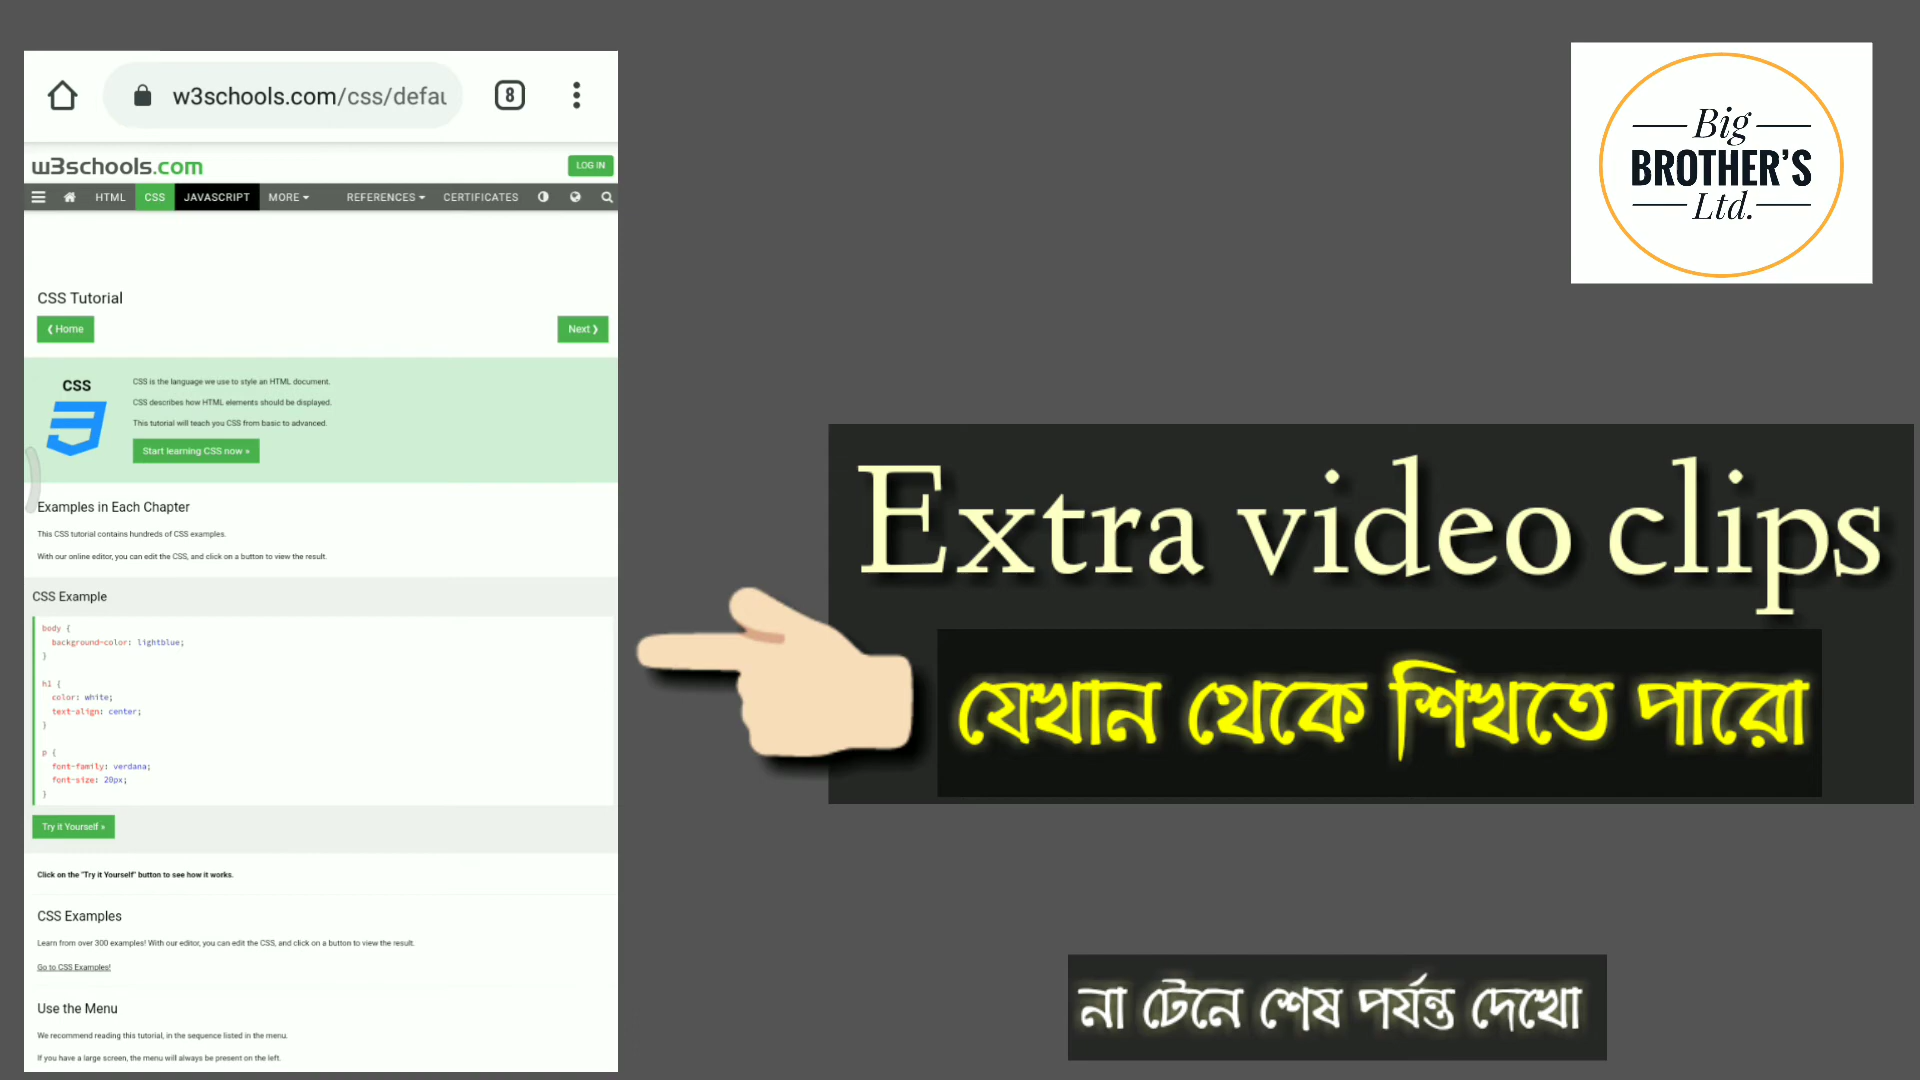 w3schools.com/css/defau
8
w3schools.com
LOG IN
HTML CSS JAVASCRIPT MORE REFERENCES CERTIFICATES
CSS Tutorial
❮ Home
Next ❯
CSS
CSS is the language we use to style an HTML document.
CSS describes how HTML elements should be displayed.
This tutorial will teach you CSS from basic to advanced.
Start learning CSS now »
Examples in Each Chapter
This CSS tutorial contains hundreds of CSS examples.
With our online editor, you can edit the CSS, and click on a button to view the result.
CSS Example
body {
background-color: lightblue;
}
h1 {
color: white;
text-align: center;
}
p {
font-family: verdana;
font-size: 20px;
}
Try it Yourself »
Click on the "Try it Yourself" button to see how it works.
CSS Examples
Learn from over 300 examples! With our editor, you can edit the CSS, and click on a button to view the result.
Go to CSS Examples!
Use the Menu
We recommend reading this tutorial, in the sequence listed in the menu.
If you have a large screen, the menu will always be present on the left.
Big
BROTHER'S
Ltd.
Extra video clips
যেখান থেকে শিখতে পারো
না টেনে শেষ পর্যন্ত দেখো